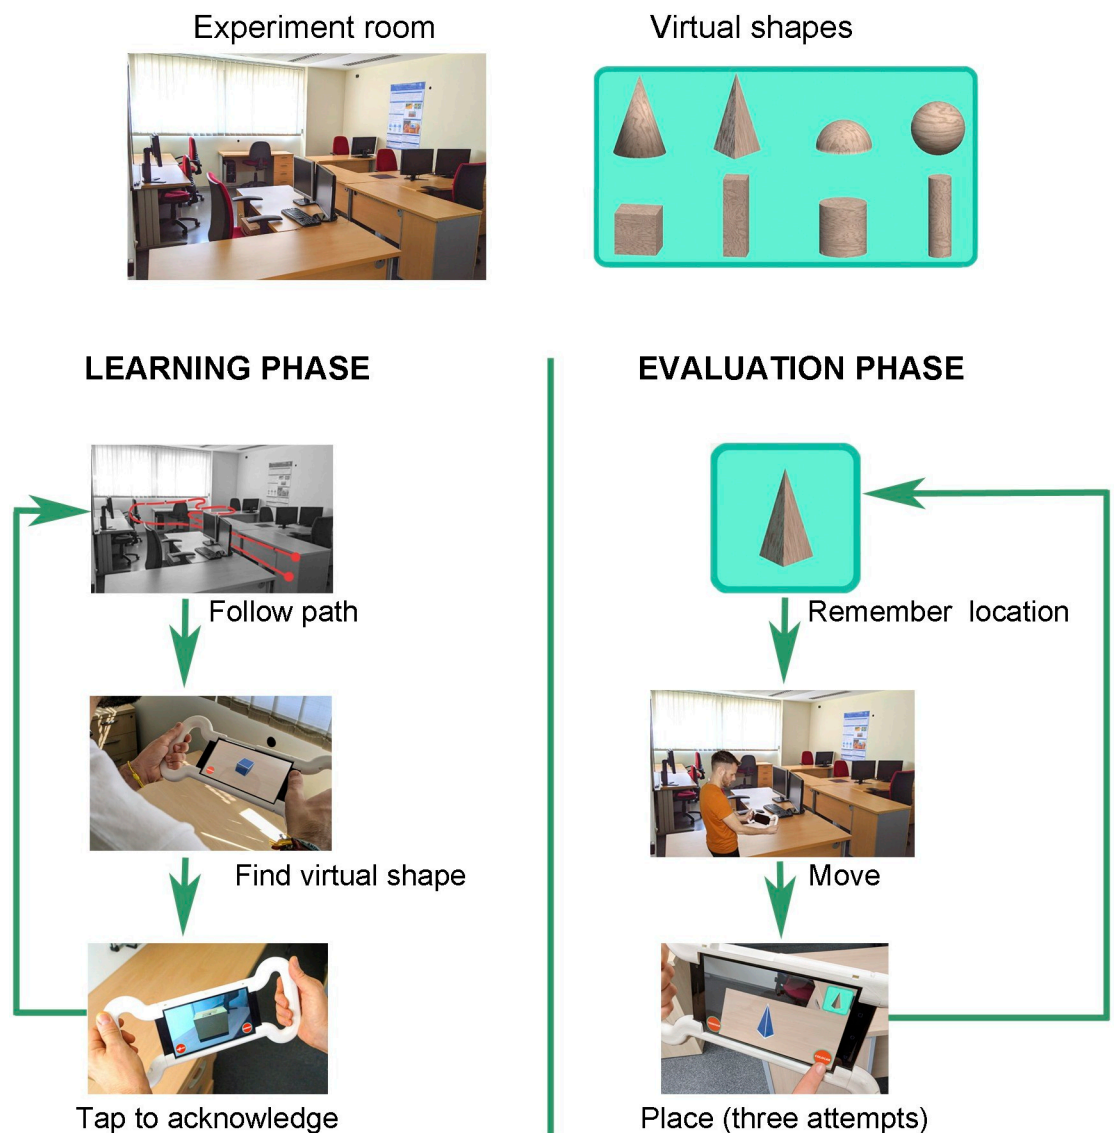 Experiment room
Virtual shapes
LEARNING PHASE
Follow path
Find virtual shape
Tap to acknowledge
EVALUATION PHASE
Remember location
Move
Place (three attempts)